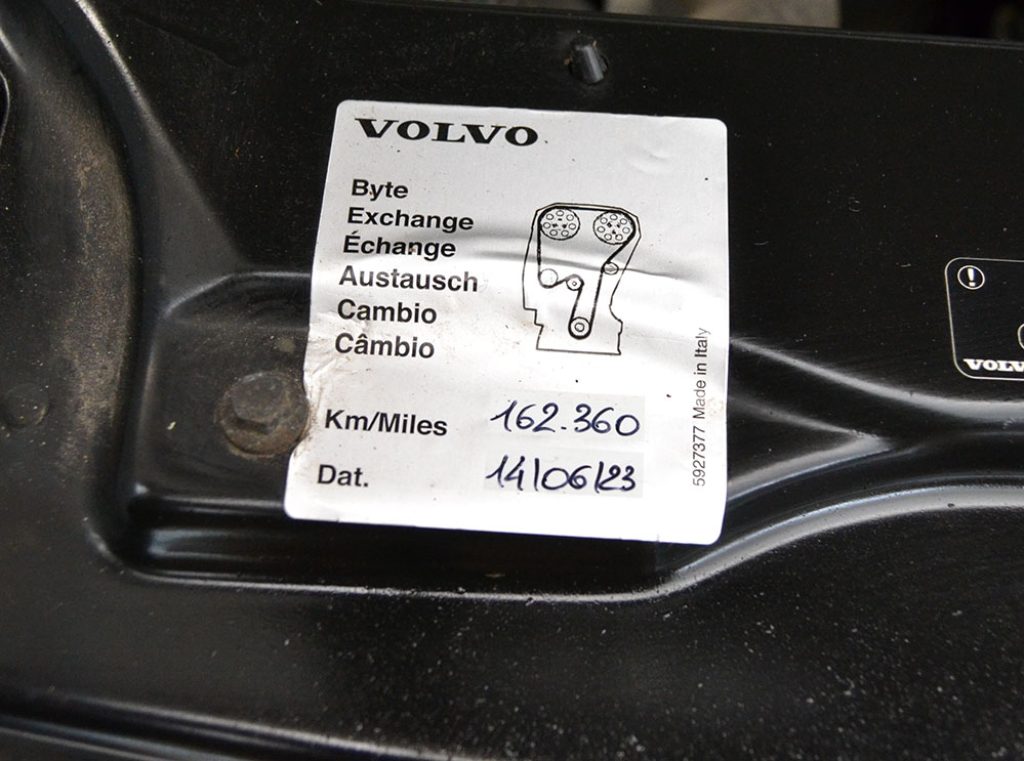 VOLVO
Byte
Exchange
Échange
Austausch
Cambio
Câmbio
Km/Miles 162.360
Dat. 14/06/23
5927377 Made in Italy
!